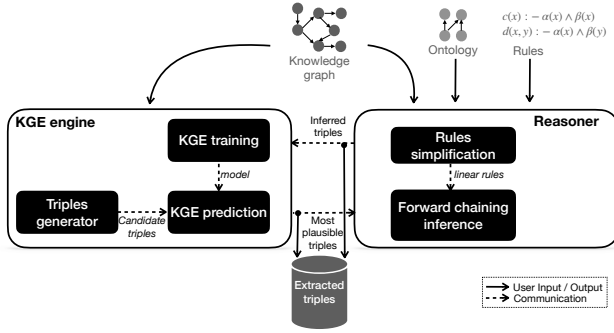 c(x) : − α(x) ∧ β(x)
d(x, y) : − α(x) ∧ β(y)
Knowledge
graph
Ontology
Rules
KGE engine
Inferred
triples
Reasoner
KGE training
Rules
simplification
model
linear rules
Triples
generator
Candidate
triples
KGE prediction
Most
plausible
triples
Forward chaining
inference
Extracted
triples
User Input / Output
Communication